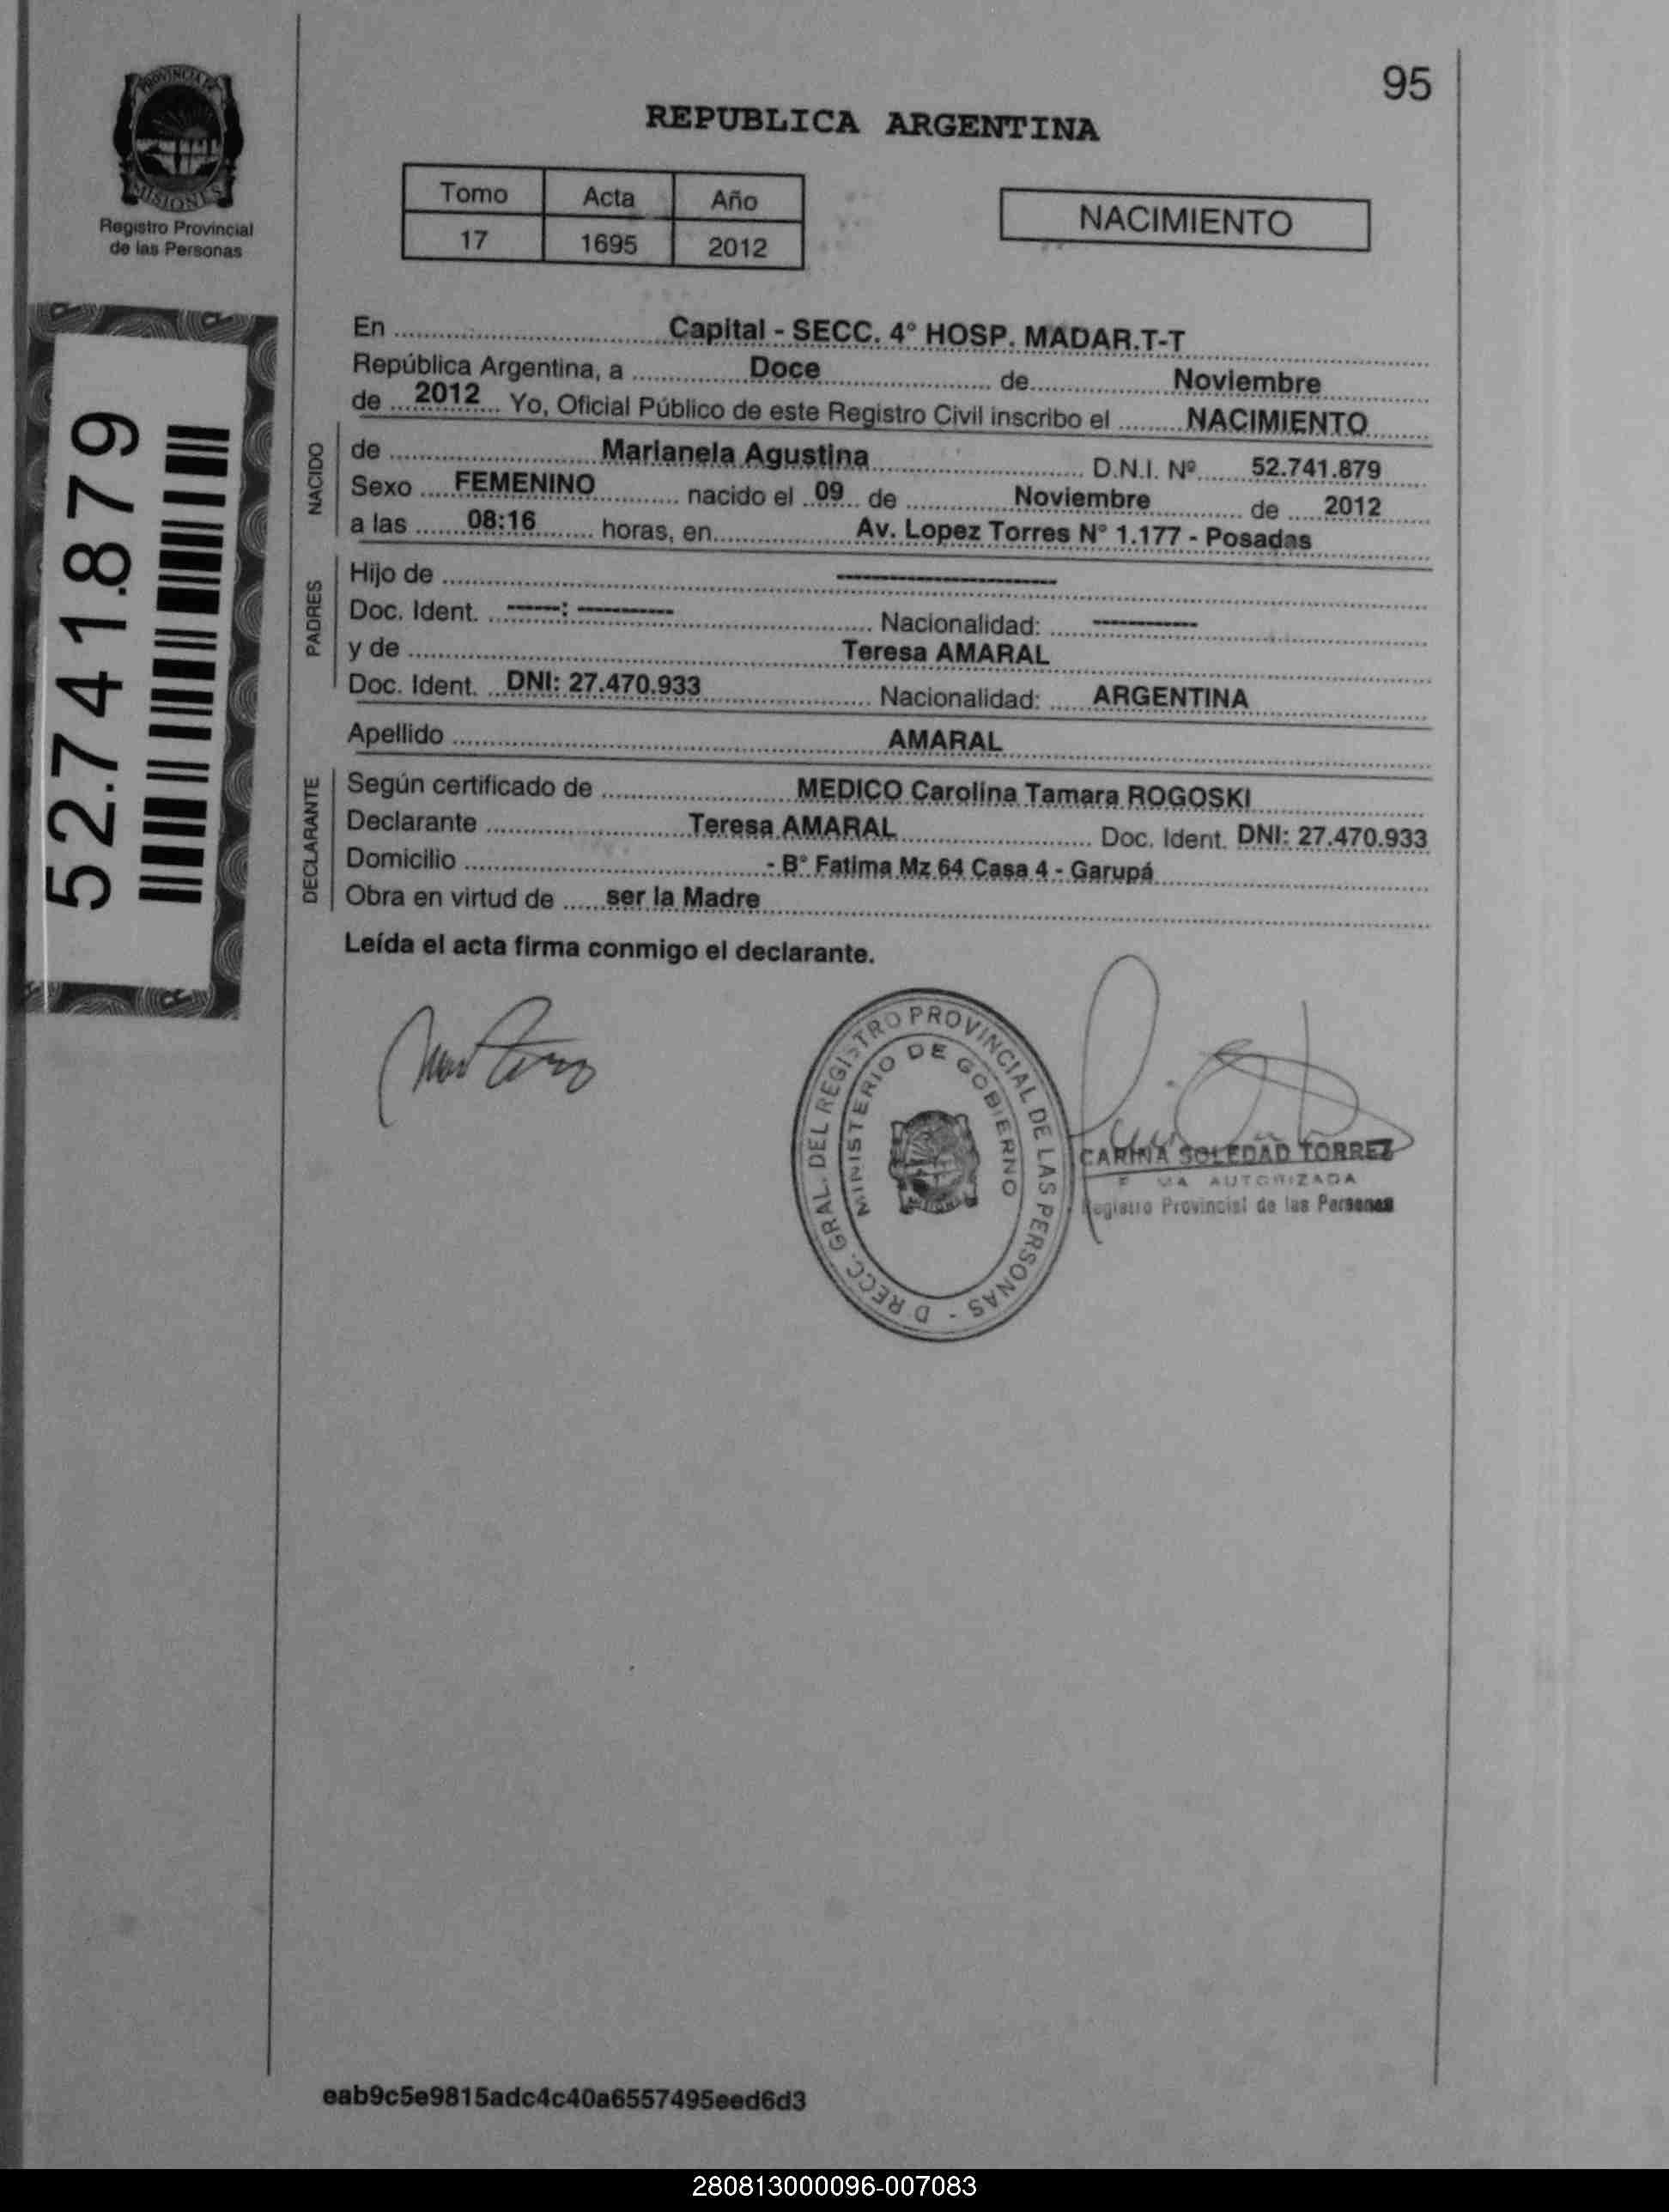 95
PROVINCIA DE
MISIONES
Registro Provincial
de las Personas
REPUBLICA ARGENTINA
Tomo Acta Año
17 1695 2012
NACIMIENTO
52.741.879
En Capital - SECC. 4° HOSP. MADAR.T-T
República Argentina, a Doce de Noviembre
de 2012 Yo, Oficial Público de este Registro Civil inscribo el NACIMIENTO
NACIDO
de Marianela Agustina D.N.I. Nº 52.741.879
Sexo FEMENINO nacido el 09 de Noviembre de 2012
a las 08:16 horas, en Av. Lopez Torres N° 1.177 - Posadas
PADRES
Hijo de --------------------
Doc. Ident. -----: ---------- Nacionalidad: ----------
y de Teresa AMARAL
Doc. Ident. DNI: 27.470.933 Nacionalidad: ARGENTINA
Apellido AMARAL
DECLARANTE
Según certificado de MEDICO Carolina Tamara ROGOSKI
Declarante Teresa AMARAL Doc. Ident. DNI: 27.470.933
Domicilio - B° Fatima Mz 64 Casa 4 - Garupá
Obra en virtud de ser la Madre
Leída el acta firma conmigo el declarante.
D RECC. GRAL. DEL REGISTRO PROVINCIAL DE LAS PERSONAS -
MINISTERIO DE GOBIERNO
CARINA SOLEDAD TORREZ
AUTORIZADA
Registro Provincial de las Personas
eab9c5e9815adc4c40a6557495eed6d3
280813000096-007083